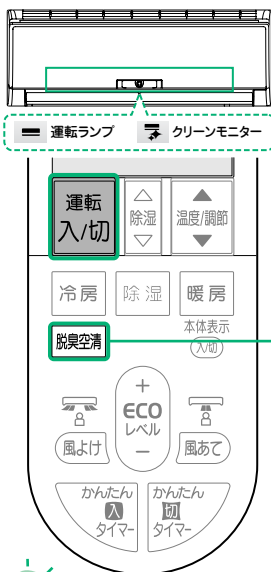 運転ランプ クリーンモニター
運転
入/切
除湿
温度/調節
冷房 除湿 暖房
脱臭空清
本体表示
入/切
+
ECO
レベル
−
風よけ 風あて
かんたん かんたん
入 切
タイマー タイマー